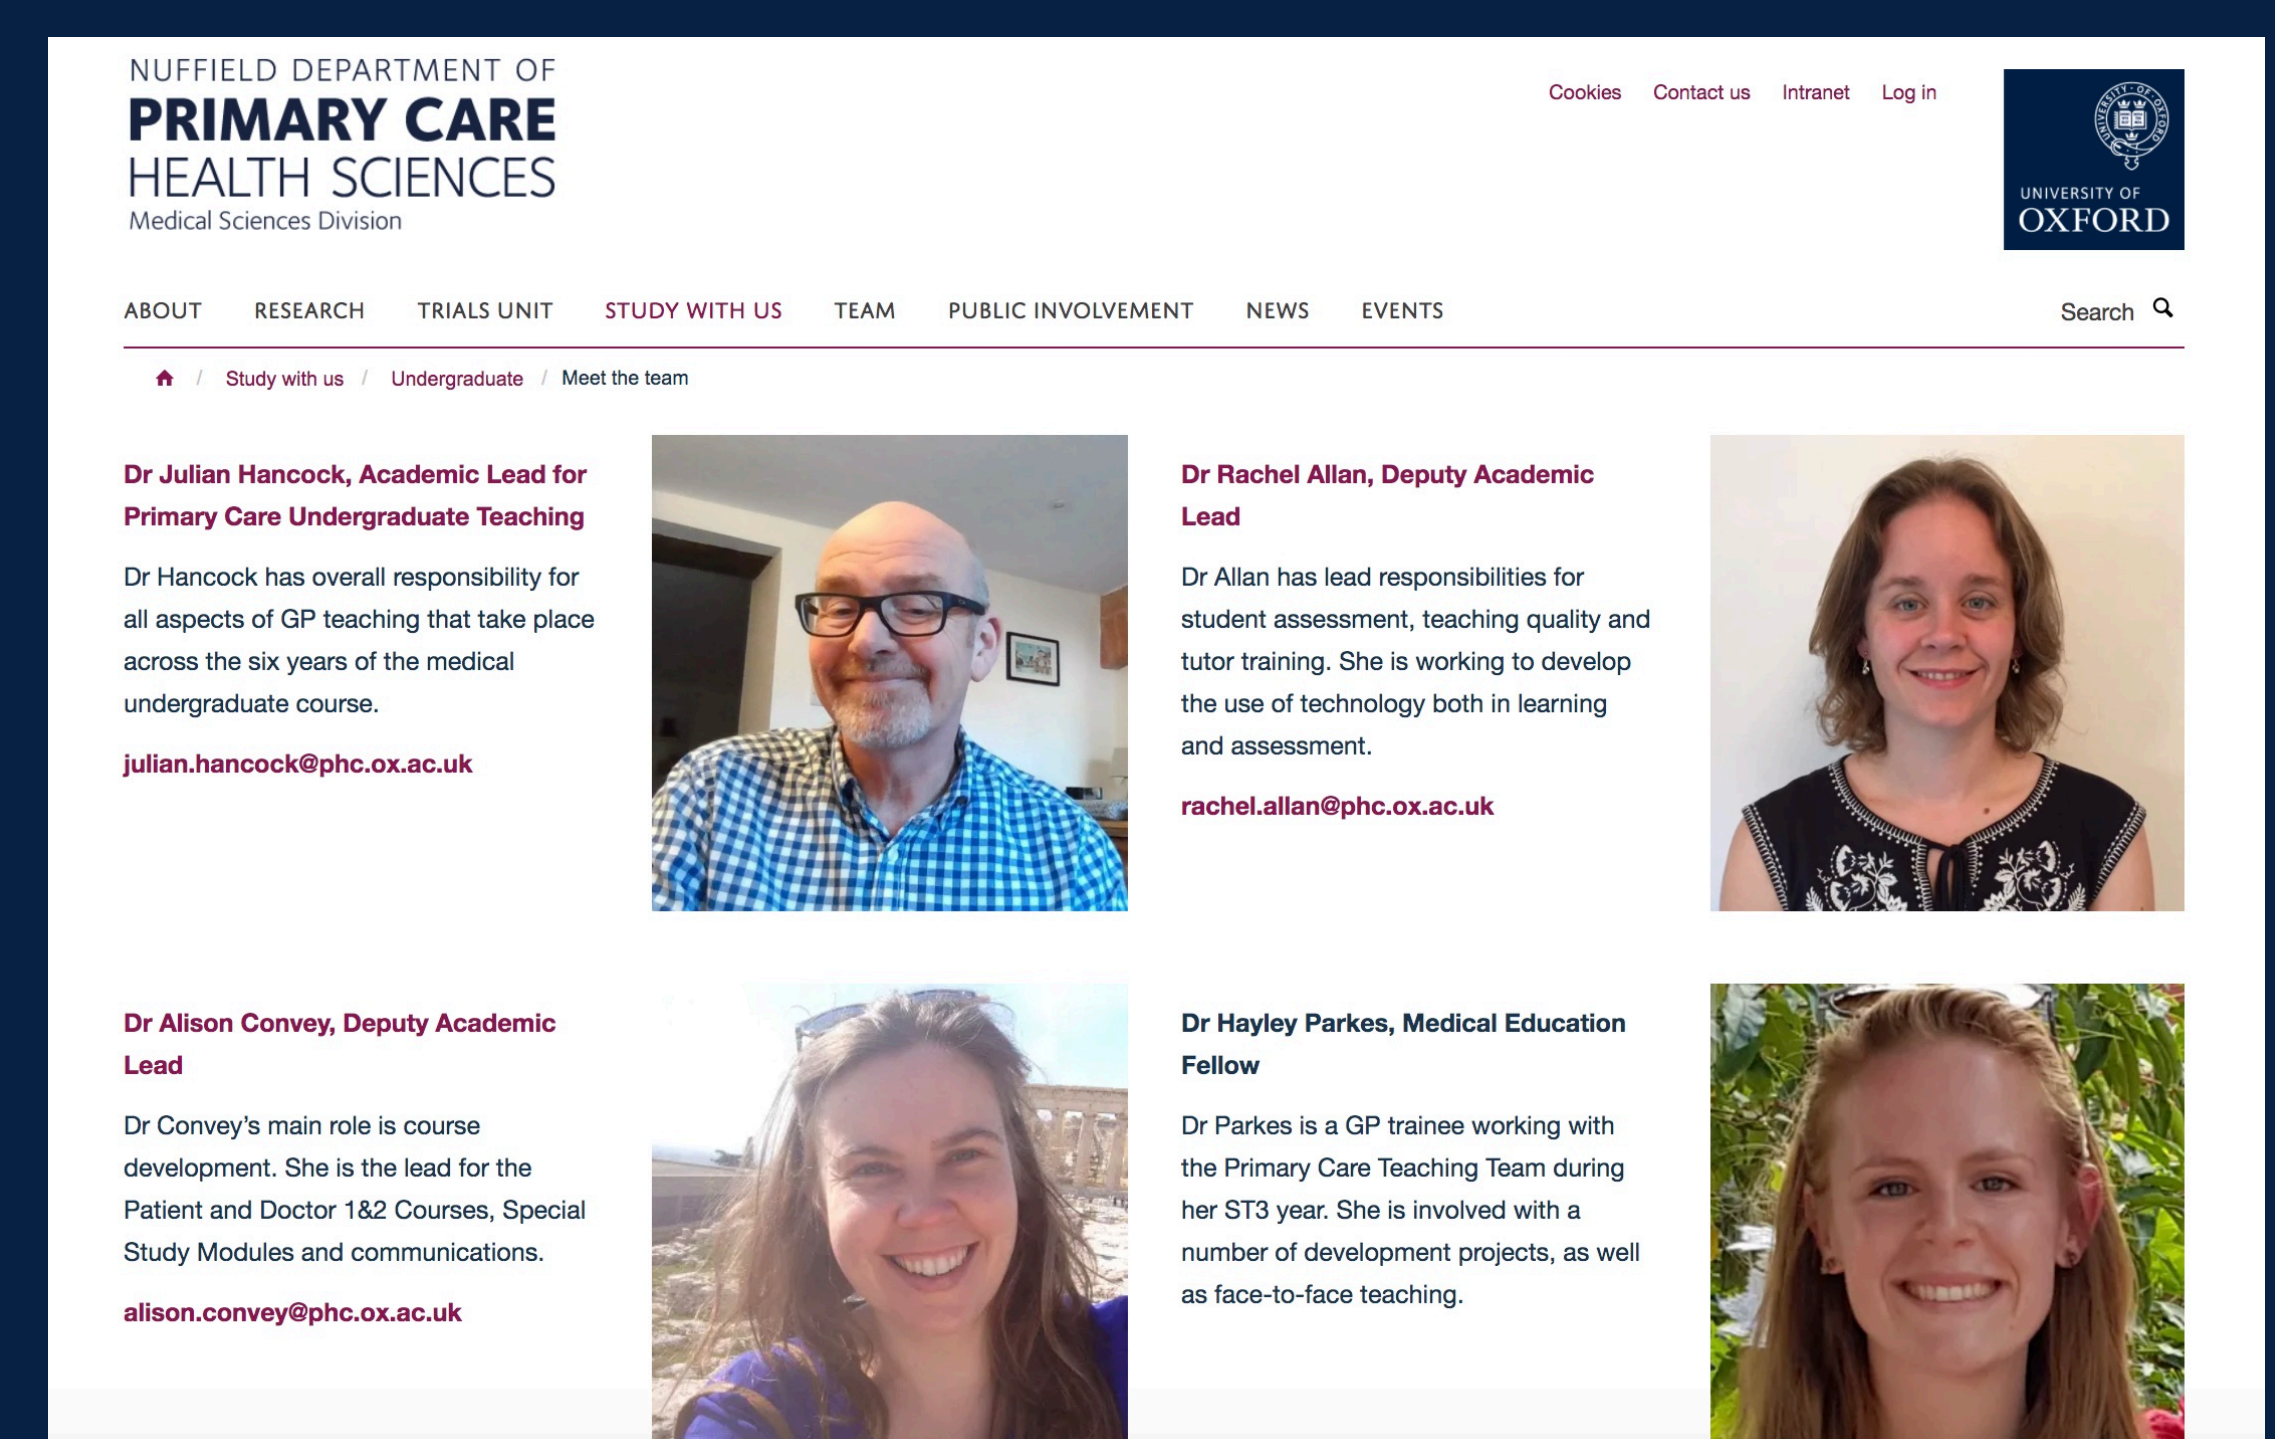 NUFFIELD DEPARTMENT OF
PRIMARY CARE
HEALTH SCIENCES
Medical Sciences Division
Cookies Contact us Intranet Log in
UNIVERSITY OF OXFORD
UNIVERSITY OF
OXFORD
ABOUT RESEARCH TRIALS UNIT STUDY WITH US TEAM PUBLIC INVOLVEMENT NEWS EVENTS Search
/ Study with us / Undergraduate / Meet the team
Dr Julian Hancock, Academic Lead for
Primary Care Undergraduate Teaching
Dr Hancock has overall responsibility for
all aspects of GP teaching that take place
across the six years of the medical
undergraduate course.
julian.hancock@phc.ox.ac.uk
Dr Rachel Allan, Deputy Academic
Lead
Dr Allan has lead responsibilities for
student assessment, teaching quality and
tutor training. She is working to develop
the use of technology both in learning
and assessment.
rachel.allan@phc.ox.ac.uk
Dr Alison Convey, Deputy Academic
Lead
Dr Convey’s main role is course
development. She is the lead for the
Patient and Doctor 1&2 Courses, Special
Study Modules and communications.
alison.convey@phc.ox.ac.uk
Dr Hayley Parkes, Medical Education
Fellow
Dr Parkes is a GP trainee working with
the Primary Care Teaching Team during
her ST3 year. She is involved with a
number of development projects, as well
as face-to-face teaching.